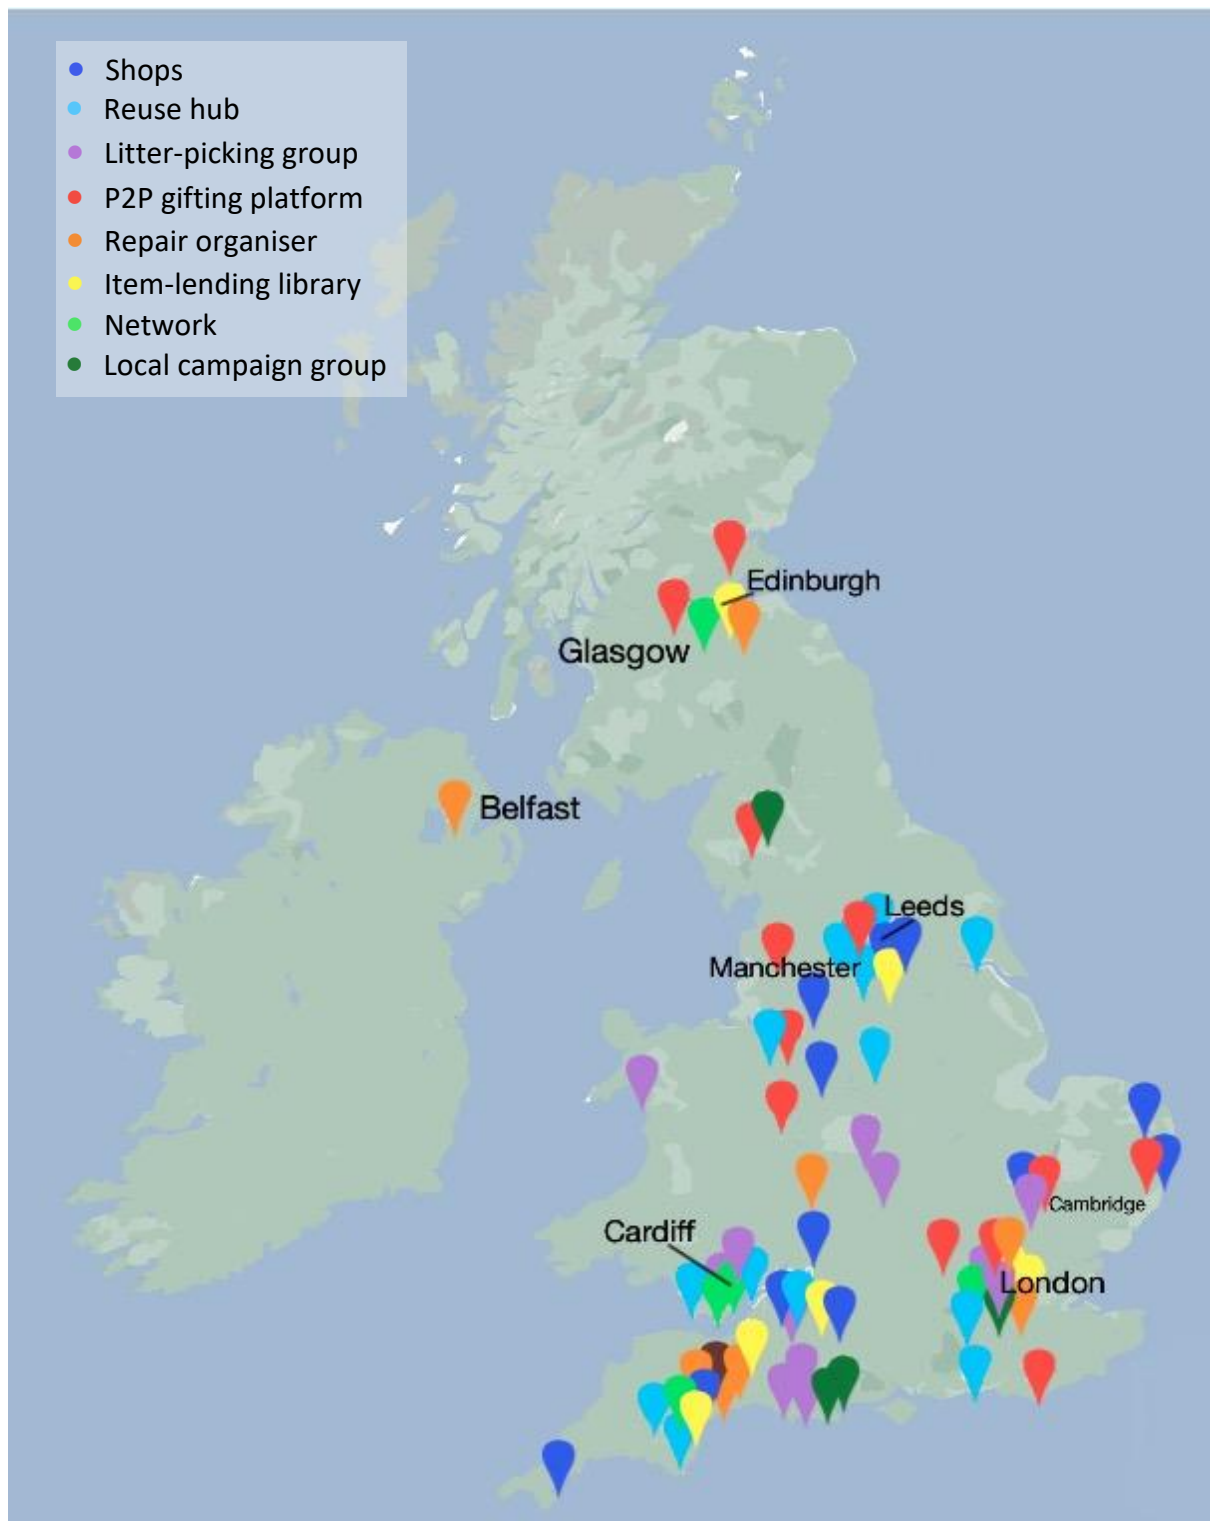 Shops
Reuse hub
Litter-picking group
P2P gifting platform
Repair organiser
Item-lending library
Network
Local campaign group
Edinburgh
Glasgow
Belfast
Leeds
Manchester
Cambridge
Cardiff
London